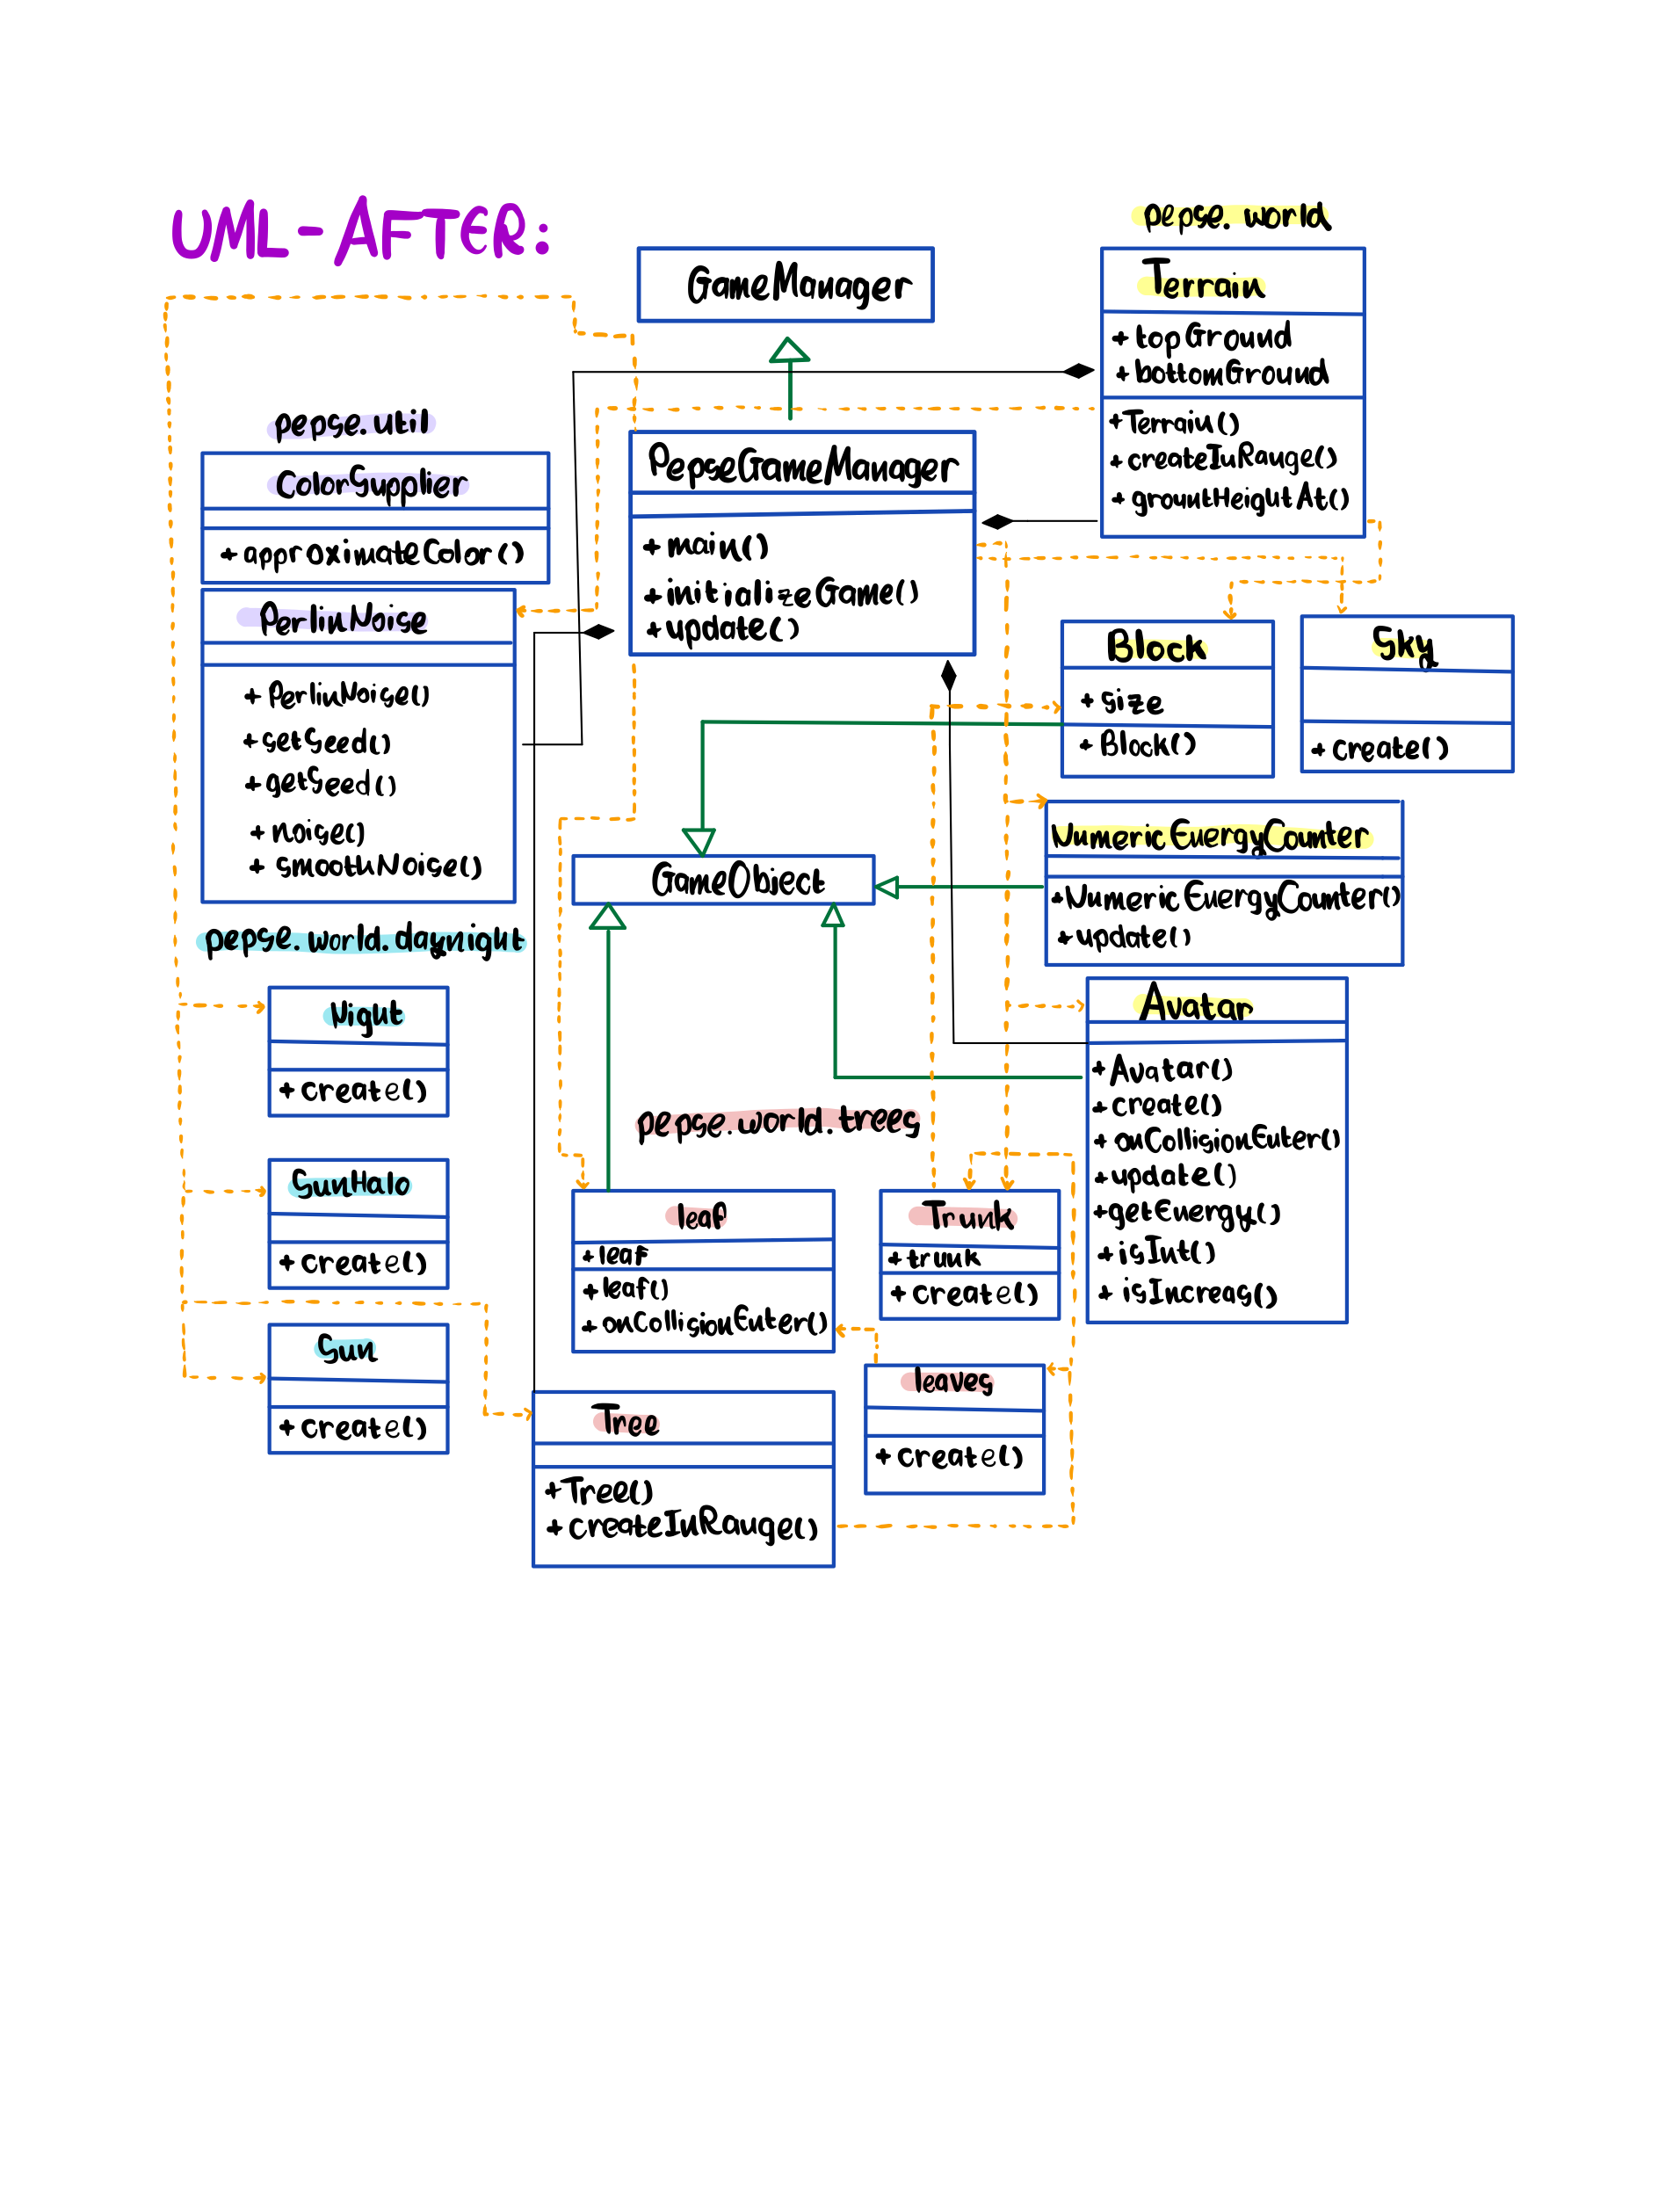 UML-AFTER:
pepse.world
GameManager
Terrain
+ topGround
+ bottomGround
+Terrain()
+ createInRange()
+ grountHeightAt()
pepse.util
ColorSupplier
+ approximateColor()
PepseGameManager
+ main()
+ initializeGame()
+ update()
PerlinNoise
+ PerlinNoise()
+ setSeed()
+ getSeed()
+ noise()
+ smoothNoise()
Block
+ size
+ Block()
Sky
+ create()
NumericEnergyCounter
+NumericEnergyCounter()
+update()
GameObject
pepse.world.daynight
Night
+ create()
SunHalo
+ create()
Sun
+ create()
Avatar
+Avatar()
+ create()
+ onCollisionEnter()
+update()
+getEnergy()
+isInt()
+ isIncreas()
pepse.world.trees
leaf
+ leaf
+ leaf()
+ onCollisionEnter()
Trunk
+ trunk
+ create()
leaves
+ create()
Tree
+Tree()
+ createInRange()